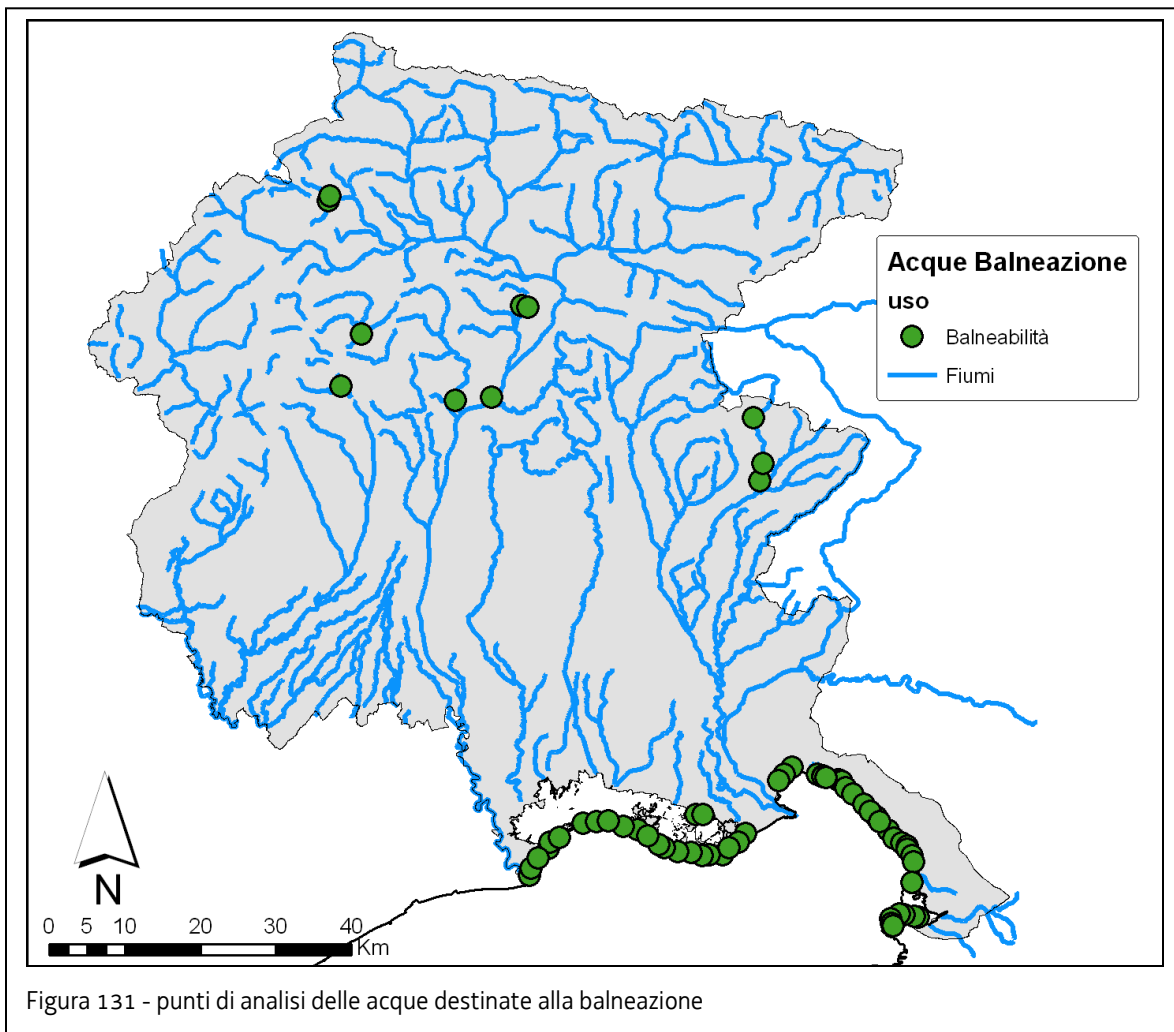 Acque Balneazione
uso
Balneabilità
Fiumi
N
0 5 10 20 30 40
Km
Figura 131 - punti di analisi delle acque destinate alla balneazione